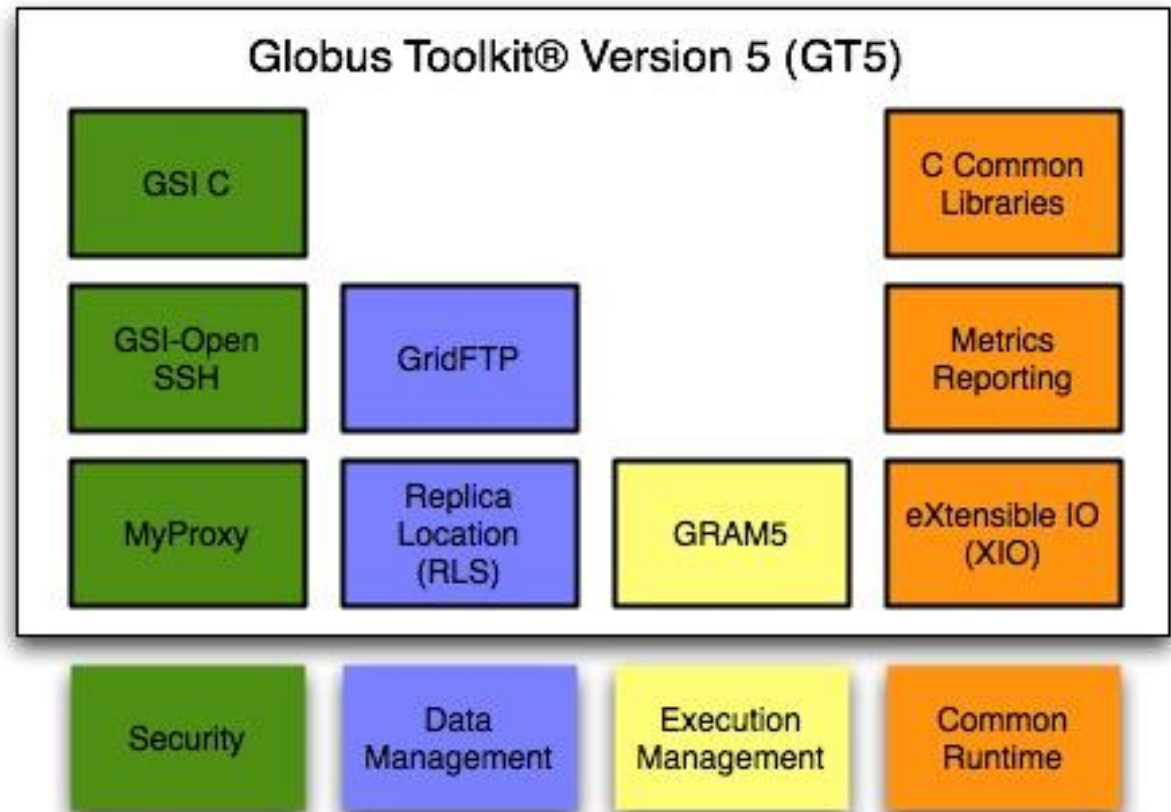 Globus Toolkit® Version 5 (GT5)
GSI C
C Common
Libraries
GSI-Open
SSH
GridFTP
Metrics
Reporting
MyProxy
Replica
Location
(RLS)
GRAM5
eXtensible IO
(XIO)
Security
Data
Management
Execution
Management
Common
Runtime